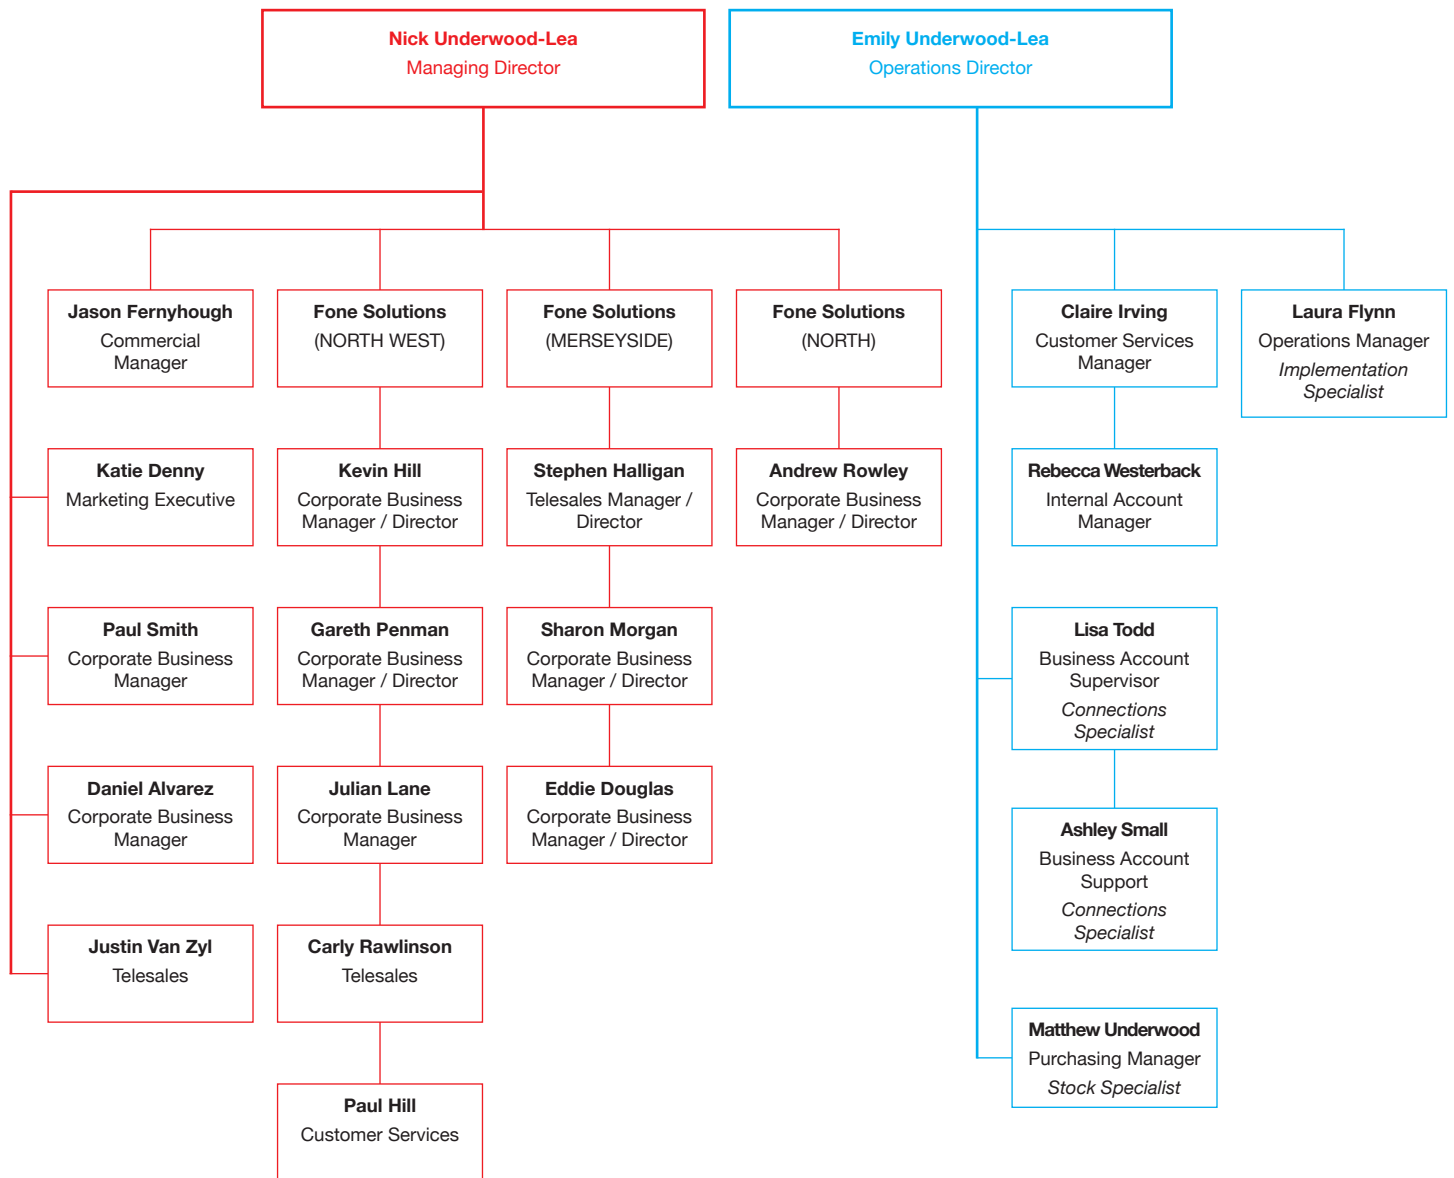 Nick Underwood-Lea
Managing Director
Emily Underwood-Lea
Operations Director
Jason Fernyhough
Commercial
Manager
Fone Solutions
(NORTH WEST)
Fone Solutions
(MERSEYSIDE)
Fone Solutions
(NORTH)
Claire Irving
Customer Services
Manager
Laura Flynn
Operations Manager
Implementation
Specialist
Katie Denny
Marketing Executive
Kevin Hill
Corporate Business
Manager / Director
Stephen Halligan
Telesales Manager /
Director
Andrew Rowley
Corporate Business
Manager / Director
Rebecca Westerback
Internal Account
Manager
Paul Smith
Corporate Business
Manager
Gareth Penman
Corporate Business
Manager / Director
Sharon Morgan
Corporate Business
Manager / Director
Lisa Todd
Business Account
Supervisor
Connections
Specialist
Daniel Alvarez
Corporate Business
Manager
Julian Lane
Corporate Business
Manager
Eddie Douglas
Corporate Business
Manager / Director
Ashley Small
Business Account
Support
Connections
Specialist
Justin Van Zyl
Telesales
Carly Rawlinson
Telesales
Matthew Underwood
Purchasing Manager
Stock Specialist
Paul Hill
Customer Services